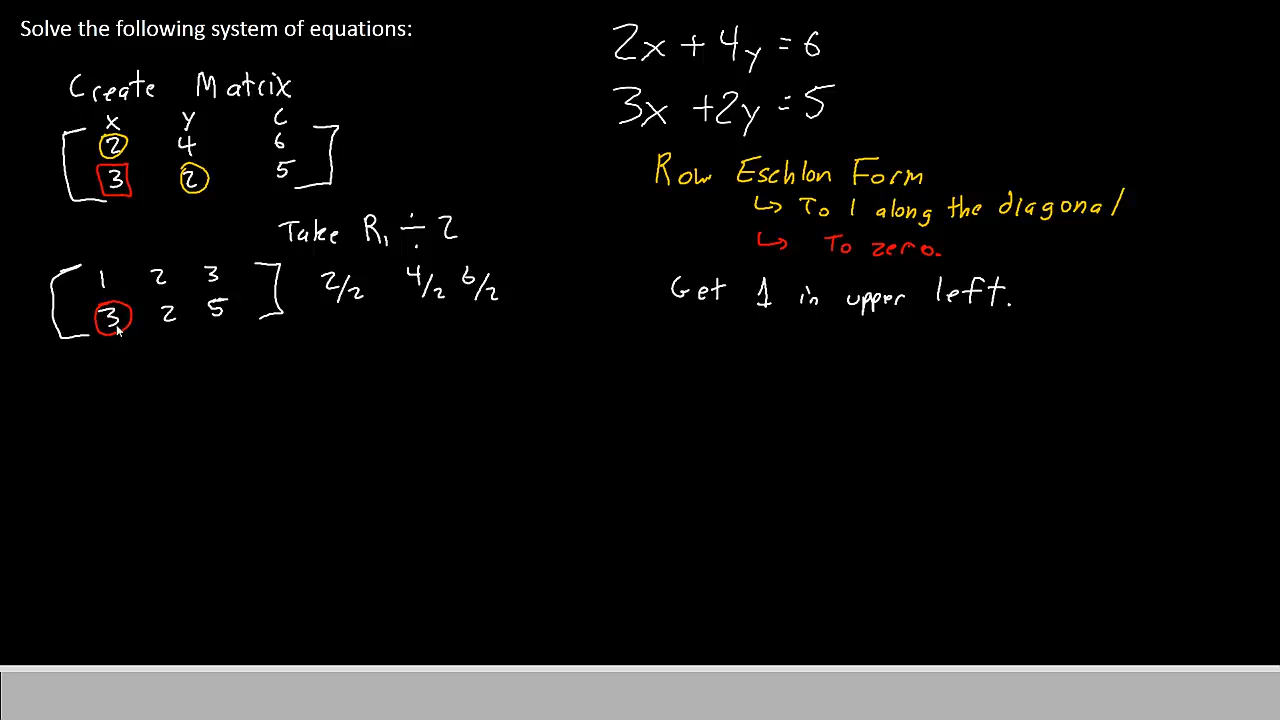 Solve the following system of equations:
2x + 4y = 6
3x + 2y = 5
Create Matrix
x y c
2 4 6
3 2 5
Row Eschlon Form
↳ To 1 along the diagonal
↳ To zero.
Take R₁ ÷ 2
1 2 3 2/2 4/2 6/2
3 2 5
Get 1 in upper left.